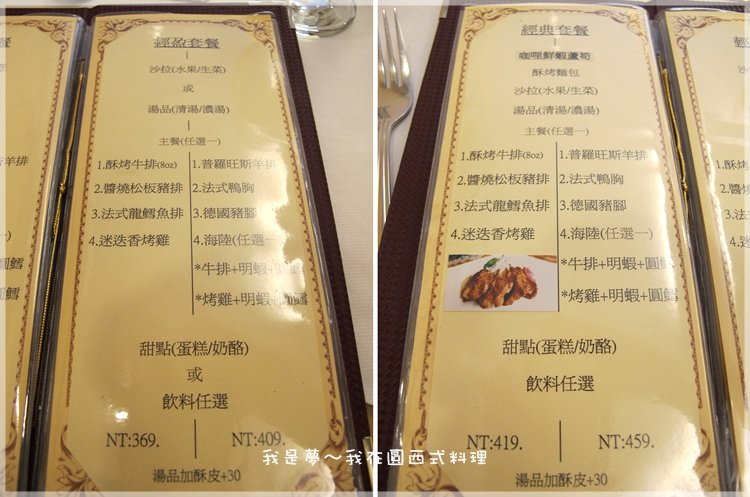 輕盈套餐
沙拉(水果/生菜)
或
湯品(清湯/濃湯)
主餐(任選一)
1.酥烤牛排(8oz)
2.醬燒松板豬排
3.法式龍鱈魚排
4.迷迭香烤雞
1.普羅旺斯羊排
2.法式鴨胸
3.德國豬腳
4.海陸(任選一)
*牛排+明蝦+圓鱈
*烤雞+明蝦+圓鱈
甜點(蛋糕/奶酪)
或
飲料任選
NT:369.
NT:409.
湯品加酥皮+30
羊排
圓鱈
圓鱈
經典套餐
咖哩鮮蝦蘆筍
酥烤麵包
沙拉(水果/生菜)
湯品(清湯/濃湯)
主餐(任選一)
1.酥烤牛排(8oz)
2.醬燒松板豬排
3.法式龍鱈魚排
4.迷迭香烤雞
1.普羅旺斯羊排
2.法式鴨胸
3.德國豬腳
4.海陸(任選一)
*牛排+明蝦+圓鱈
*烤雞+明蝦+圓鱈
甜點(蛋糕/奶酪)
飲料任選
NT:419.
NT:459.
湯品加酥皮+30
我是夢～我在圓西式料理